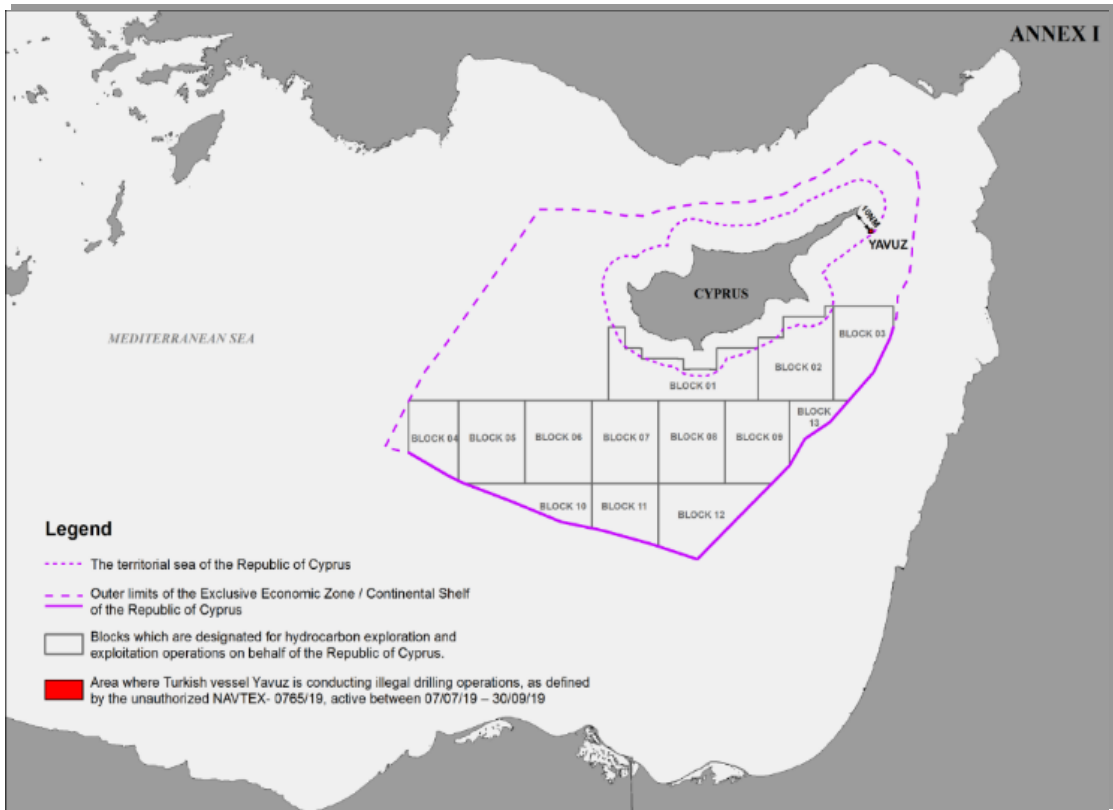 ANNEX I
10NM
YAVUZ
CYPRUS
MEDITERRANEAN SEA
BLOCK 03
BLOCK 02
BLOCK 01
BLOCK 13
BLOCK 04
BLOCK 05
BLOCK 06
BLOCK 07
BLOCK 08
BLOCK 09
BLOCK 10
BLOCK 11
BLOCK 12
Legend
The territorial sea of the Republic of Cyprus
Outer limits of the Exclusive Economic Zone / Continental Shelf
of the Republic of Cyprus
Blocks which are designated for hydrocarbon exploration and
exploitation operations on behalf of the Republic of Cyprus.
Area where Turkish vessel Yavuz is conducting illegal drilling operations, as defined
by the unauthorized NAVTEX- 0765/19, active between 07/07/19 – 30/09/19